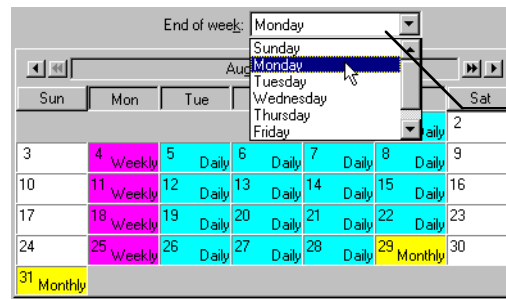 End of week: Monday
Sunday
Monday
Tuesday
Wednesday
Thursday
Friday
Sun Mon Tue Sat
2
3 4 Weekly 5 Daily 6 Daily 7 Daily 8 Daily 9
10 11 Weekly 12 Daily 13 Daily 14 Daily 15 Daily 16
17 18 Weekly 19 Daily 20 Daily 21 Daily 22 Daily 23
24 25 Weekly 26 Daily 27 Daily 28 Daily 29 Monthly 30
31 Monthly